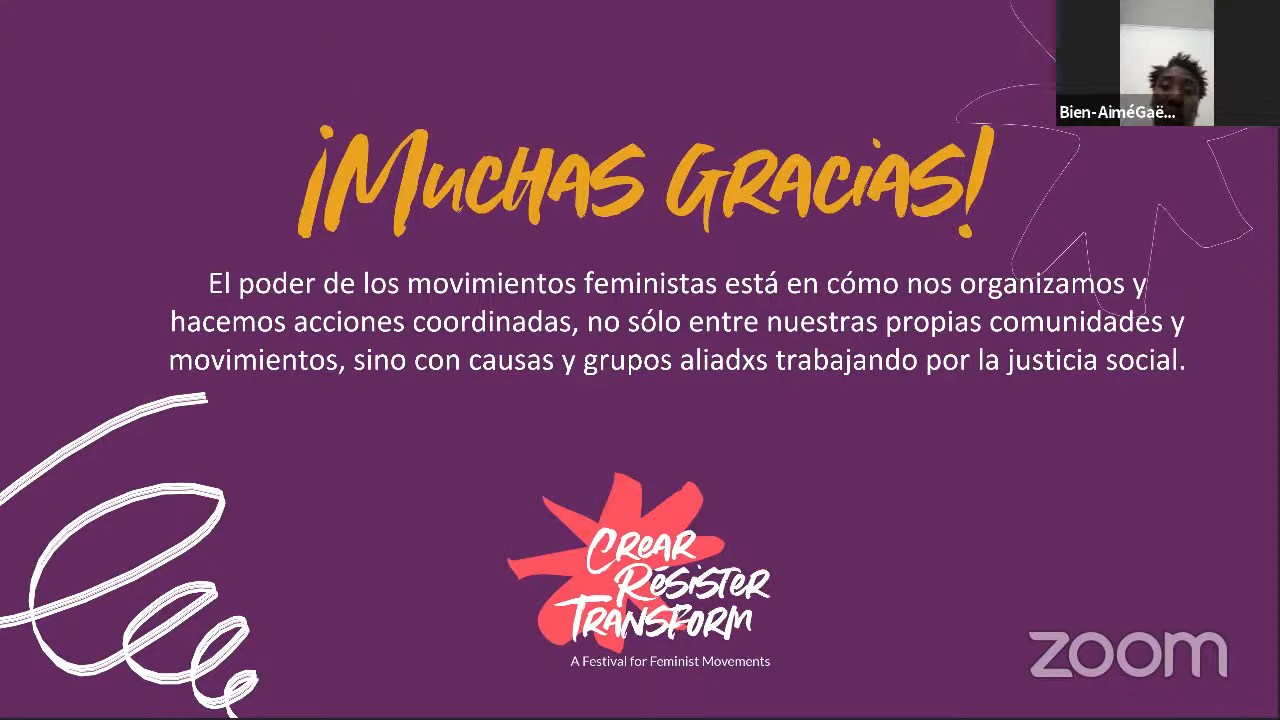 Bien-AiméGaë...
¡MUCHAS GRACIAS!
El poder de los movimientos feministas está en cómo nos organizamos y
hacemos acciones coordinadas, no sólo entre nuestras propias comunidades y
movimientos, sino con causas y grupos aliadxs trabajando por la justicia social.
CREAR
RÉSISTER
TRANSFORM
A Festival for Feminist Movements
zoom